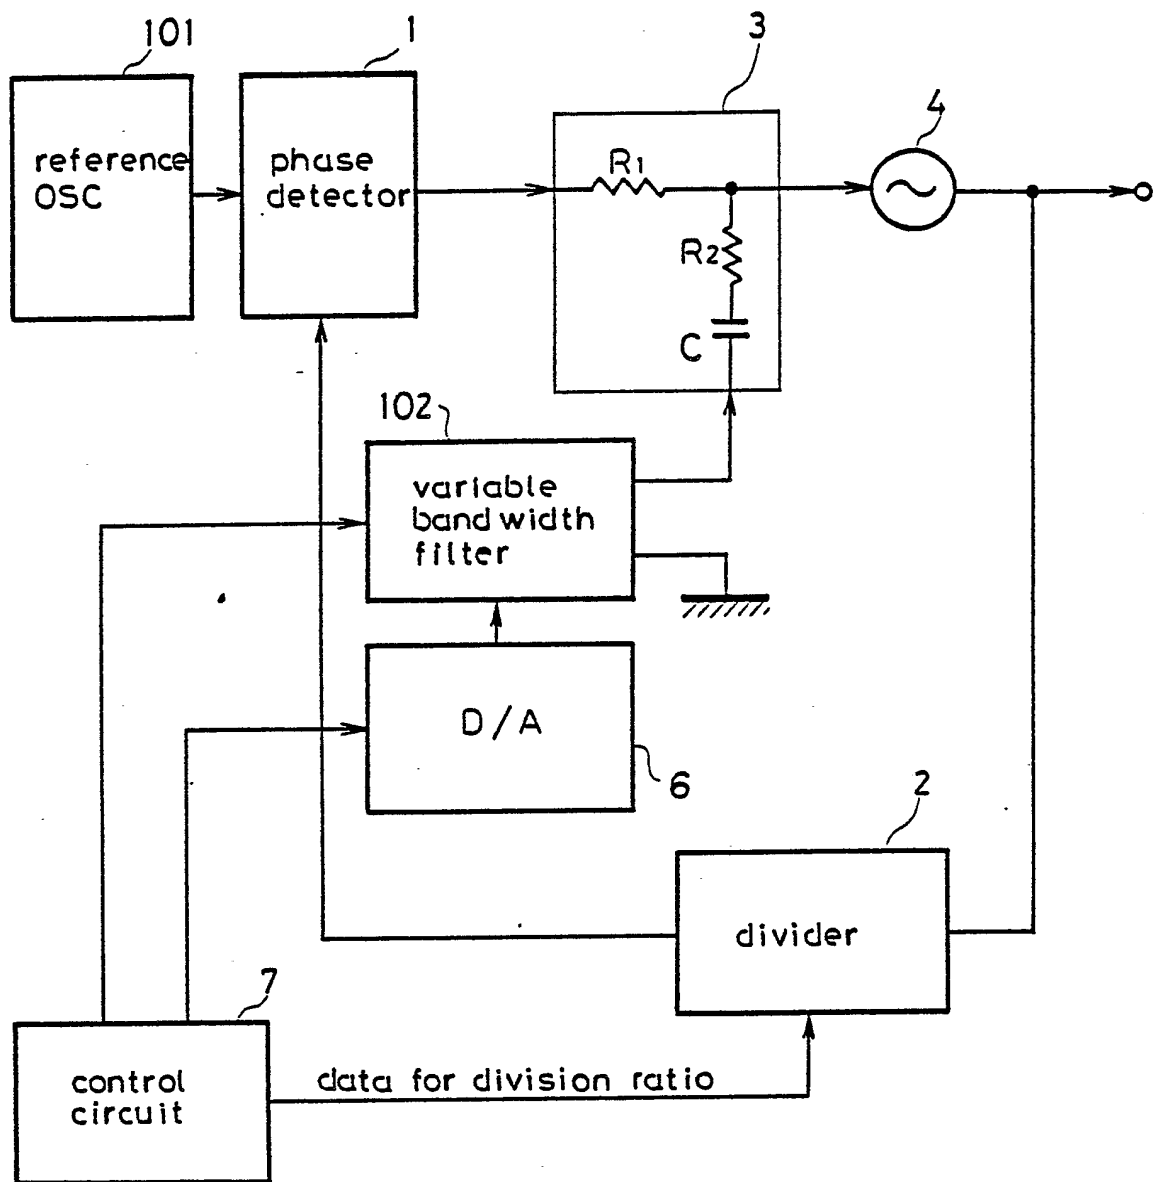 101
1
3
4
reference
OSC
phase
detector
R1
R2
C
102
variable
band width
filter
D/A
6
2
divider
7
control
circuit
data for division ratio